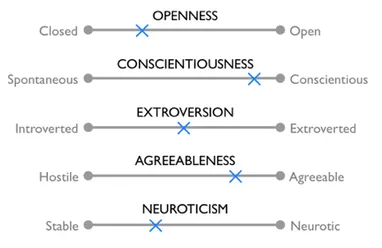 OPENNESS
Closed Open
CONSCIENTIOUSNESS
Spontaneous Conscientious
EXTROVERSION
Introverted Extroverted
AGREEABLENESS
Hostile Agreeable
NEUROTICISM
Stable Neurotic